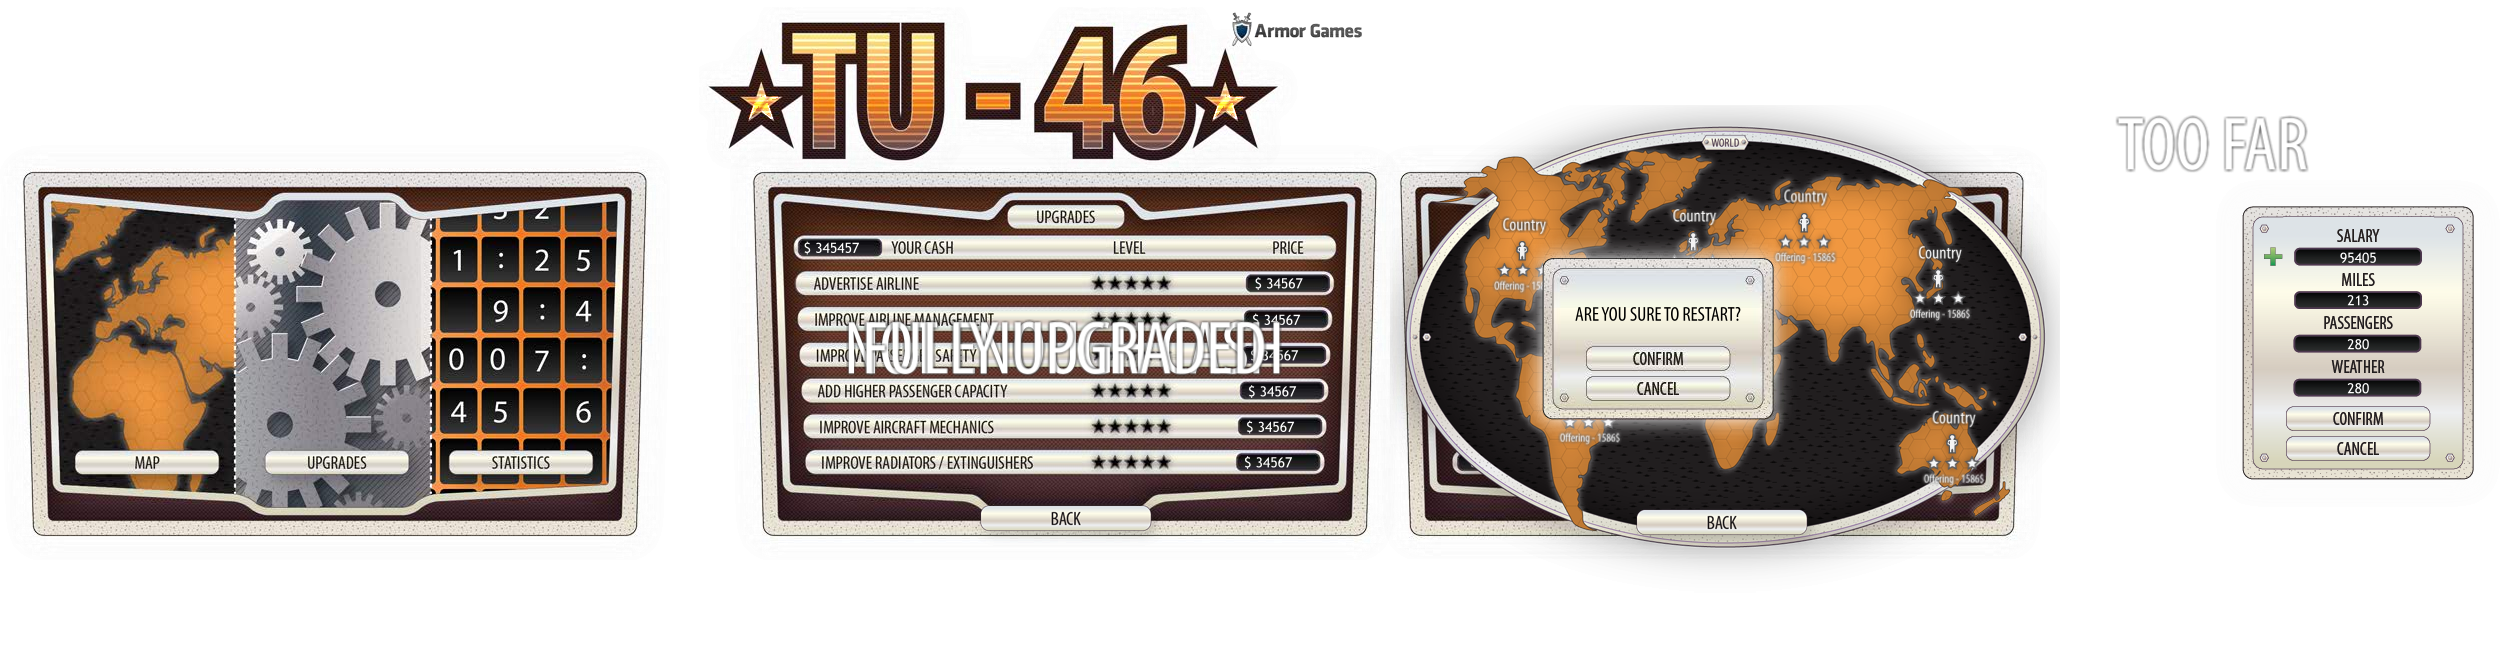 TU - 46
Armor Games
TOO FAR
1 : 2 5
9 : 4
0 0 7 :
4 5 6
MAP
UPGRADES
STATISTICS
UPGRADES
$ 345457 YOUR CASH LEVEL PRICE
ADVERTISE AIRLINE ★★★★★ $ 34567
IMPROVE AIRLINE MANAGEMENT $ 34567
ADD HIGHER PASSENGER CAPACITY ★★★★★ $ 34567
IMPROVE AIRCRAFT MECHANICS ★★★★★ $ 34567
IMPROVE RADIATORS / EXTINGUISHERS ★★★★★ $ 34567
BACK
WORLD
Country
Country
Country
Offering - 1586$
Country
Offering - 1586$
ARE YOU SURE TO RESTART?
CONFIRM
CANCEL
Offering - 1586$
Country
Offering - 1586$
BACK
SALARY
95405
MILES
213
PASSENGERS
280
WEATHER
280
CONFIRM
CANCEL